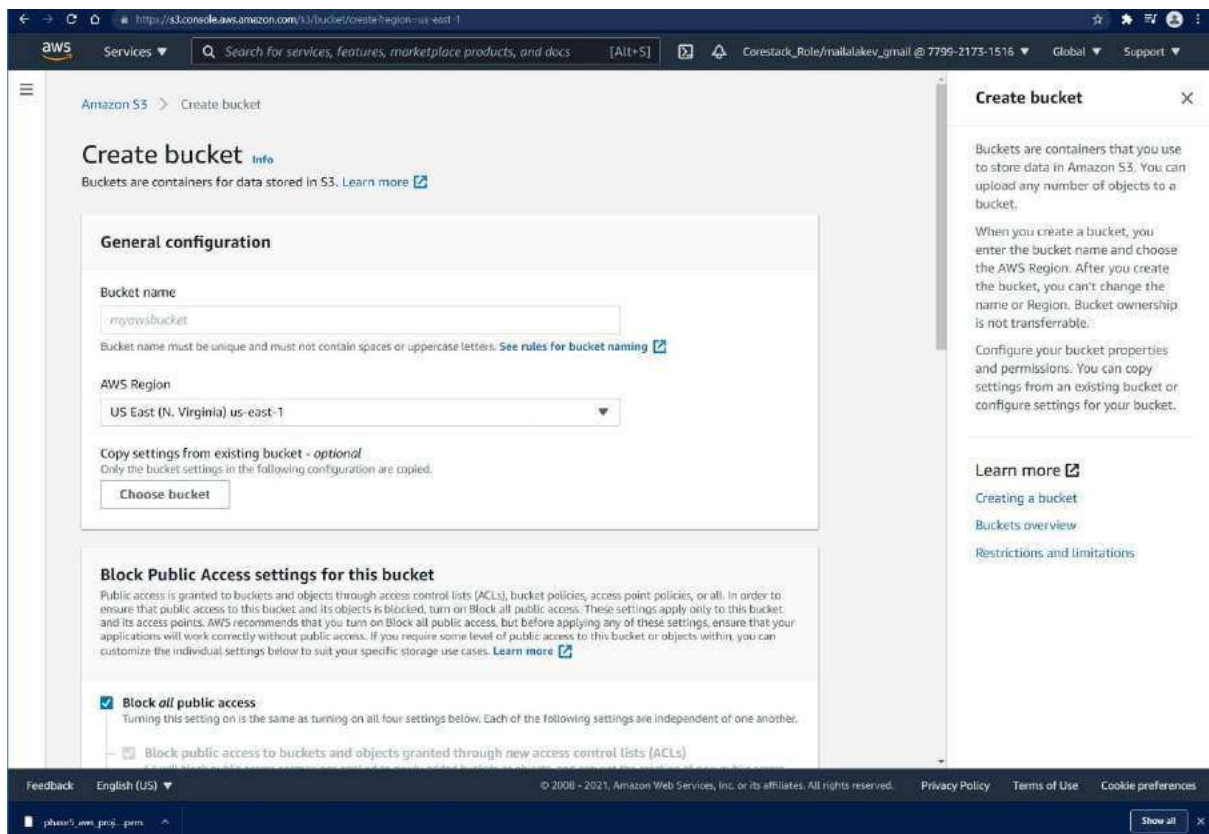 https://s3.console.aws.amazon.com/s3/bucket/create?region=us-east-1
aws Services Search for services, features, marketplace products, and docs [Alt+S] Corestack_Role/mailalakev_gmail @ 7799-2173-1516 Global Support
Amazon S3 > Create bucket
Create bucket Info
Buckets are containers for data stored in S3. Learn more
General configuration
Bucket name
myawsbucket
Bucket name must be unique and must not contain spaces or uppercase letters. See rules for bucket naming
AWS Region
US East (N. Virginia) us-east-1
Copy settings from existing bucket - optional
Only the bucket settings in the following configuration are copied.
Choose bucket
Block Public Access settings for this bucket
Public access is granted to buckets and objects through access control lists (ACLs), bucket policies, access point policies, or all. In order to
ensure that public access to this bucket and its objects is blocked, turn on Block all public access. These settings apply only to this bucket
and its access points. AWS recommends that you turn on Block all public access, but before applying any of these settings, ensure that your
applications will work correctly without public access. If you require some level of public access to this bucket or objects within, you can
customize the individual settings below to suit your specific storage use cases. Learn more
Block all public access
Turning this setting on is the same as turning on all four settings below. Each of the following settings are independent of one another.
Block public access to buckets and objects granted through new access control lists (ACLs)
Create bucket
Buckets are containers that you use
to store data in Amazon S3. You can
upload any number of objects to a
bucket.
When you create a bucket, you
enter the bucket name and choose
the AWS Region. After you create
the bucket, you can't change the
name or Region. Bucket ownership
is not transferrable.
Configure your bucket properties
and permissions. You can copy
settings from an existing bucket or
configure settings for your bucket.
Learn more
Creating a bucket
Buckets overview
Restrictions and limitations
Feedback English (US) © 2008 - 2021, Amazon Web Services, Inc. or its affiliates. All rights reserved. Privacy Policy Terms of Use Cookie preferences
phase5_aws_proj....pem Show all